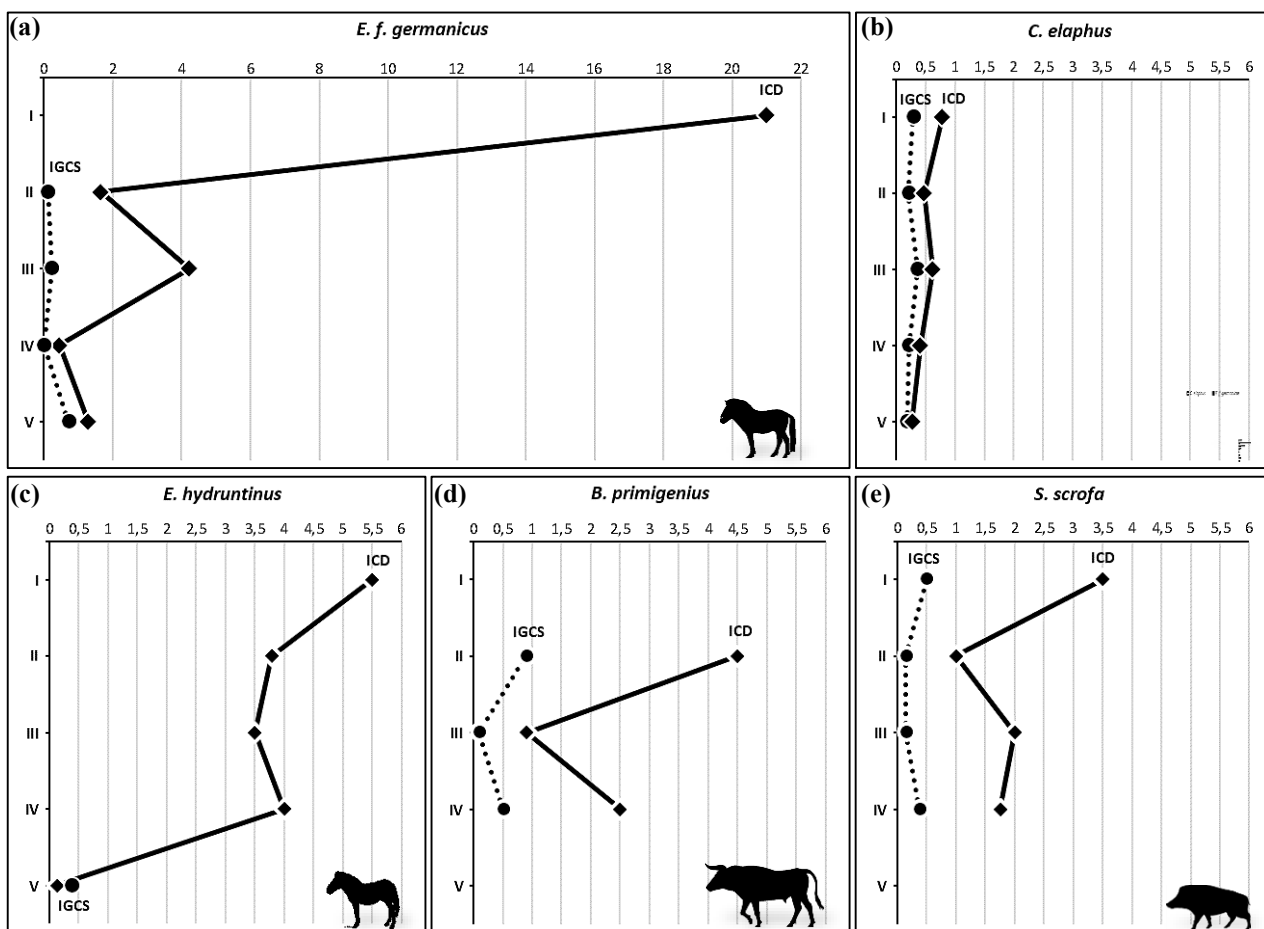 (a) E. f. germanicus
0 2 4 6 8 10 12 14 16 18 20 22
ICD
I
IGCS
II
III
IV
V
(b) C. elaphus
0 0,5 1 1,5 2 2,5 3 3,5 4 4,5 5 5,5 6
IGCS ICD
I
II
III
IV
V
(c) E. hydruntinus
0 0,5 1 1,5 2 2,5 3 3,5 4 4,5 5 5,5 6
ICD
I
II
III
IV
V
IGCS
(d) B. primigenius
0 0,5 1 1,5 2 2,5 3 3,5 4 4,5 5 5,5 6
I
IGCS ICD
II
III
IV
V
(e) S. scrofa
0 0,5 1 1,5 2 2,5 3 3,5 4 4,5 5 5,5 6
IGCS ICD
I
II
III
IV
V